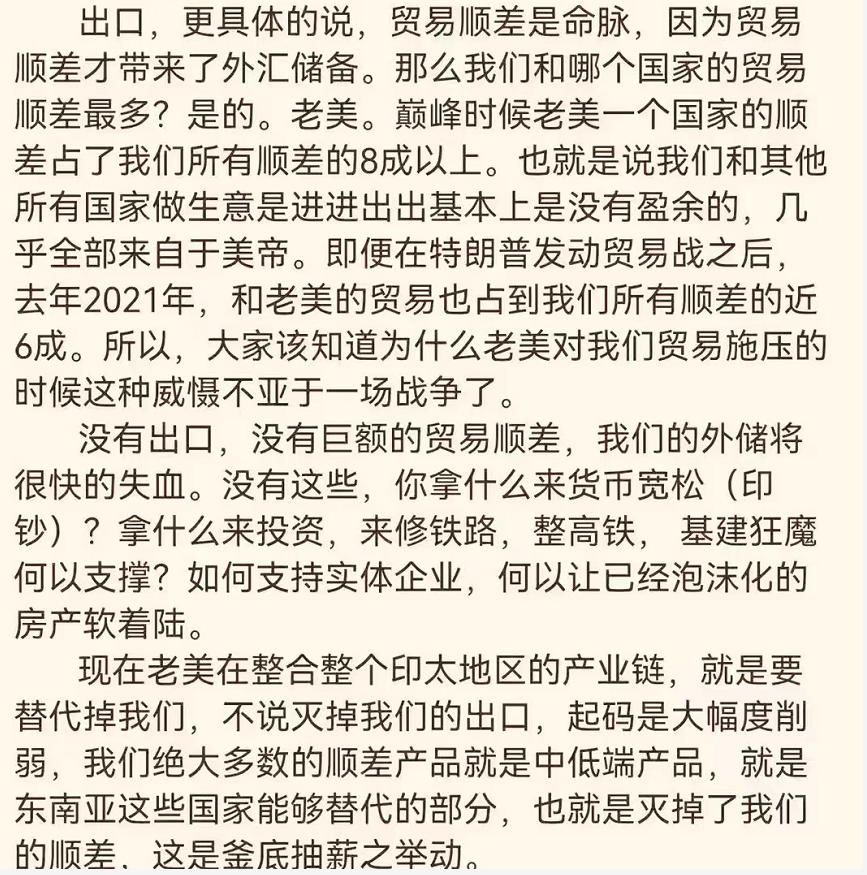 出口，更具体的说，贸易顺差是命脉，因为贸易
顺差才带来了外汇储备。那么我们和哪个国家的贸易
顺差最多？是的。老美。巅峰时候老美一个国家的顺
差占了我们所有顺差的8成以上。也就是说我们和其他
所有国家做生意是进进出出基本上是没有盈余的，几
乎全部来自于美帝。即便在特朗普发动贸易战之后，
去年2021年，和老美的贸易也占到我们所有顺差的近
6成。所以，大家该知道为什么老美对我们贸易施压的
时候这种威慑不亚于一场战争了。
没有出口，没有巨额的贸易顺差，我们的外储将
很快的失血。没有这些，你拿什么来货币宽松（印
钞）？拿什么来投资，来修铁路，整高铁， 基建狂魔
何以支撑？如何支持实体企业，何以让已经泡沫化的
房产软着陆。
现在老美在整合整个印太地区的产业链，就是要
替代掉我们，不说灭掉我们的出口，起码是大幅度削
弱，我们绝大多数的顺差产品就是中低端产品，就是
东南亚这些国家能够替代的部分，也就是灭掉了我们
的顺差，这是釜底抽薪之举动。